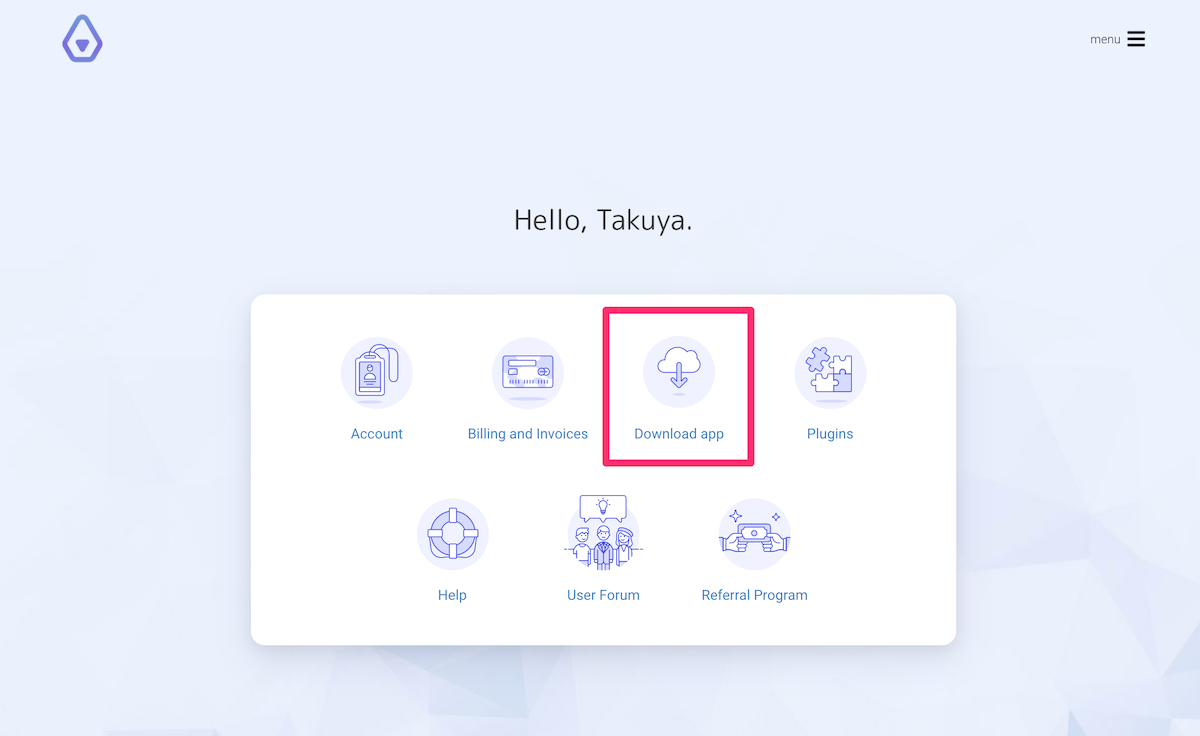 menu
Hello, Takuya.
Account
Billing and Invoices
Download app
Plugins
Help
User Forum
Referral Program